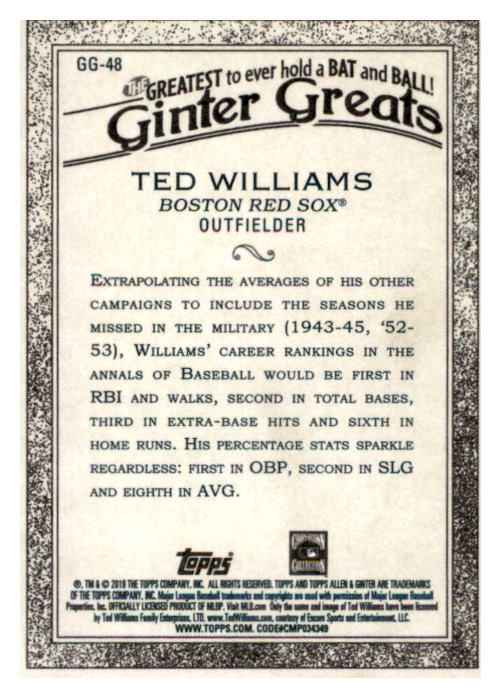 GG-48
THE GREATEST to ever hold a BAT and BALL!
Ginter Greats
TED WILLIAMS
BOSTON RED SOX®
OUTFIELDER
EXTRAPOLATING THE AVERAGES OF HIS OTHER
CAMPAIGNS TO INCLUDE THE SEASONS HE
MISSED IN THE MILITARY (1943-45, '52-
53), WILLIAMS' CAREER RANKINGS IN THE
ANNALS OF BASEBALL WOULD BE FIRST IN
RBI AND WALKS, SECOND IN TOTAL BASES,
THIRD IN EXTRA-BASE HITS AND SIXTH IN
HOME RUNS. HIS PERCENTAGE STATS SPARKLE
REGARDLESS: FIRST IN OBP, SECOND IN SLG
AND EIGHTH IN AVG.
topps
COOPERSTOWN
COLLECTION
®, TM & © 2019 THE TOPPS COMPANY, INC. ALL RIGHTS RESERVED. TOPPS AND TOPPS ALLEN & GINTER ARE TRADEMARKS
OF THE TOPPS COMPANY, INC. Major League Baseball trademarks and copyrights are used with permission of Major League Baseball
Properties, Inc. OFFICIALLY LICENSED PRODUCT OF MLBP. Visit MLB.com Only the name and image of Ted Williams have been licensed
by Ted Williams Family Enterprises, LTD. www.TedWilliams.com, courtesy of Encore Sports and Entertainment, LLC.
WWW.TOPPS.COM. CODE#CMP034349